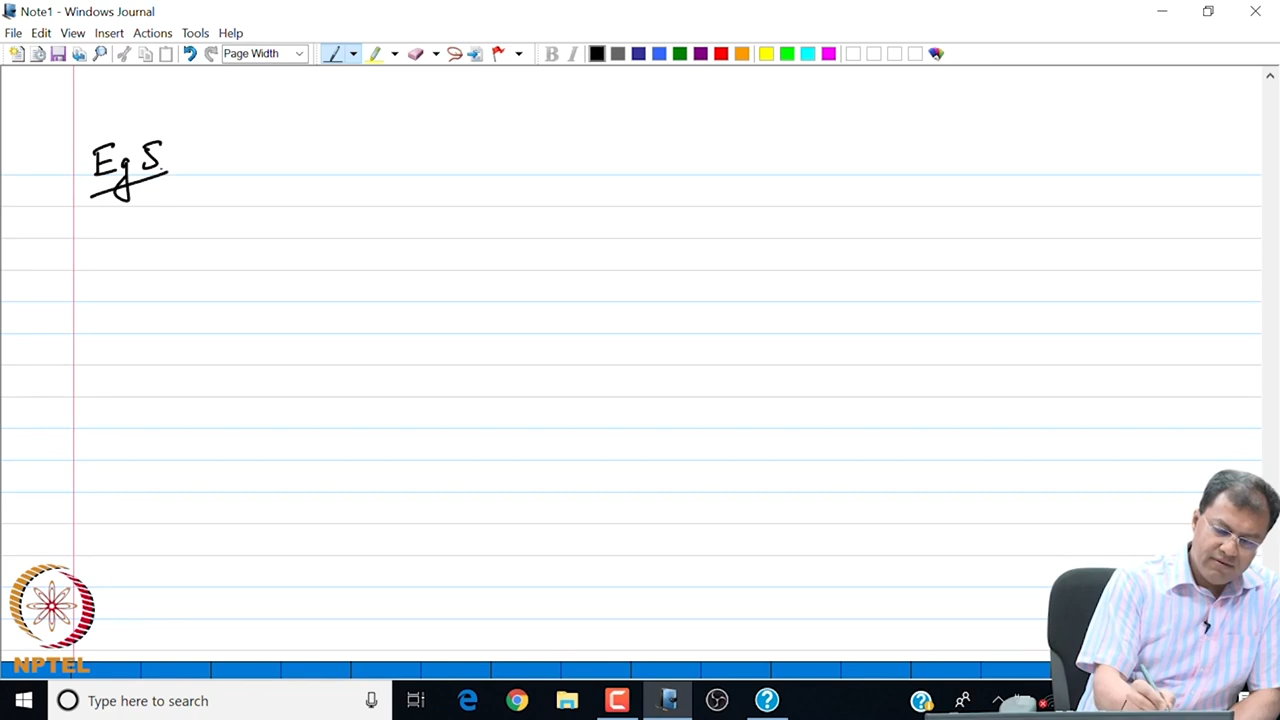 Note1 - Windows Journal
File Edit View Insert Actions Tools Help
Page Width B I
Eg 5.
NPTEL
Type here to search